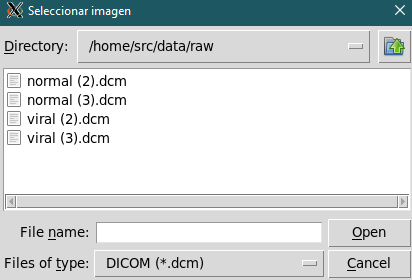 Seleccionar imagen
Directory: /home/src/data/raw
normal (2).dcm
normal (3).dcm
viral (2).dcm
viral (3).dcm
File name: Open
Files of type: DICOM (*.dcm) Cancel